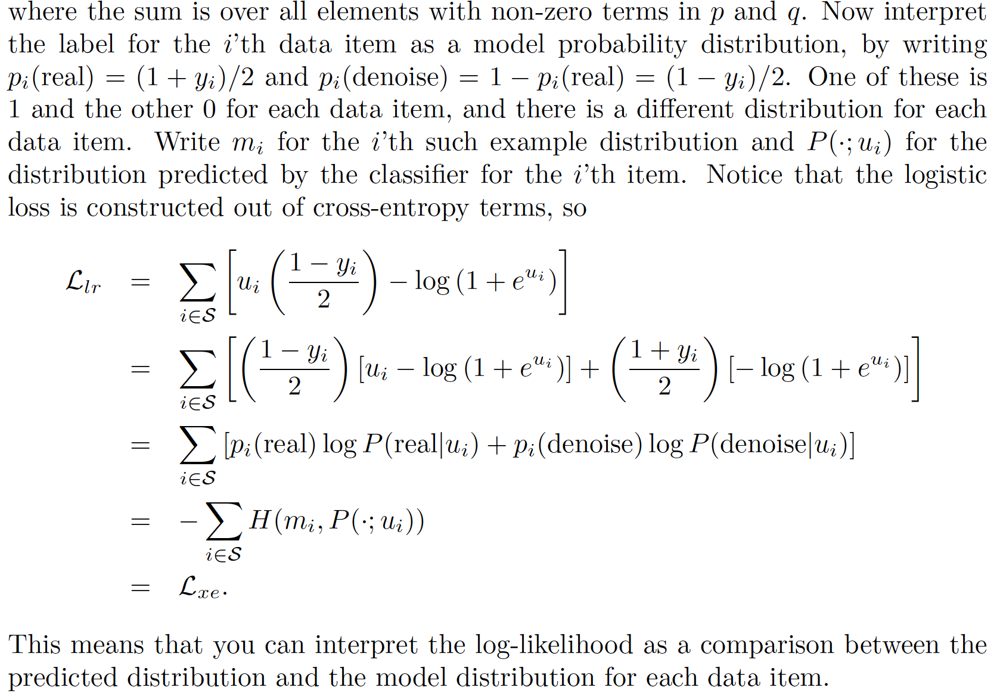 where the sum is over all elements with non-zero terms in $p$ and $q$. Now interpret
the label for the $i$'th data item as a model probability distribution, by writing
$p_i(\text{real}) = (1 + y_i)/2$ and $p_i(\text{denoise}) = 1 - p_i(\text{real}) = (1 - y_i)/2$. One of these is
1 and the other 0 for each data item, and there is a different distribution for each
data item. Write $m_i$ for the $i$'th such example distribution and $P(\cdot; u_i)$ for the
distribution predicted by the classifier for the $i$'th item. Notice that the logistic
loss is constructed out of cross-entropy terms, so
$\mathcal{L}_{lr} = \sum_{i \in \mathcal{S}} \left[ u_i \left( \frac{1 - y_i}{2} \right) - \log \left( 1 + e^{u_i} \right) \right]$
$= \sum_{i \in \mathcal{S}} \left[ \left( \frac{1 - y_i}{2} \right) \left[ u_i - \log \left( 1 + e^{u_i} \right) \right] + \left( \frac{1 + y_i}{2} \right) \left[ - \log \left( 1 + e^{u_i} \right) \right] \right]$
$= \sum_{i \in \mathcal{S}} \left[ p_i(\text{real}) \log P(\text{real}|u_i) + p_i(\text{denoise}) \log P(\text{denoise}|u_i) \right]$
$= - \sum_{i \in \mathcal{S}} H(m_i, P(\cdot; u_i))$
$= \mathcal{L}_{xe}.$
This means that you can interpret the log-likelihood as a comparison between the
predicted distribution and the model distribution for each data item.